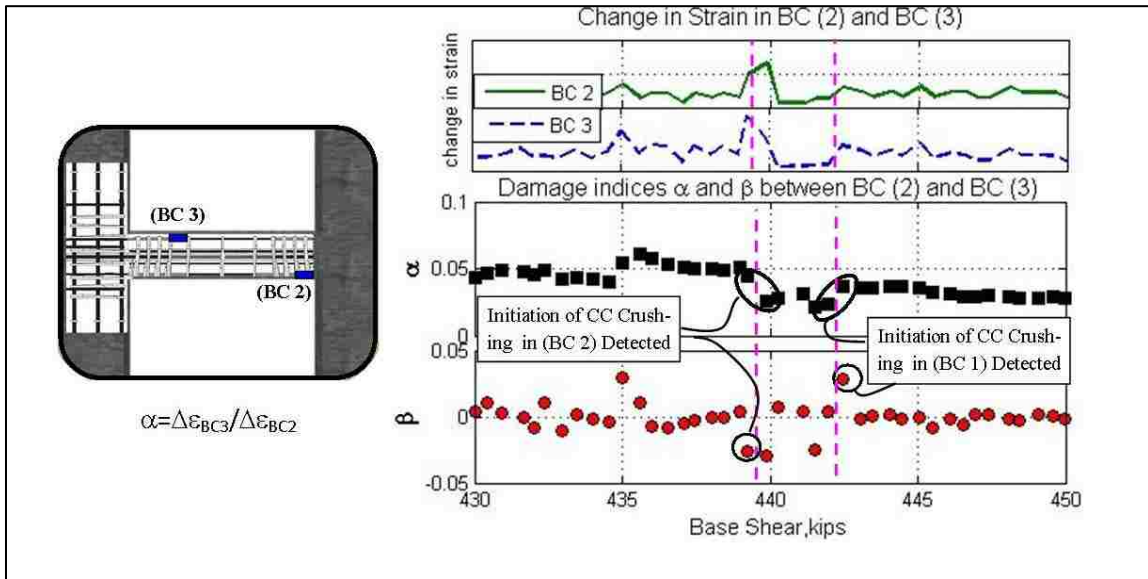 Change in Strain in BC (2) and BC (3)
change in strain
BC 2
BC 3
Damage indices α and β between BC (2) and BC (3)
0.1
α
0.05
0
Initiation of CC Crush-
ing in (BC 2) Detected
Initiation of CC Crush-
ing in (BC 1) Detected
0.05
β
0
-0.05
430
435
440
445
450
Base Shear,kips
(BC 3)
(BC 2)
α=ΔεBC3/ΔεBC2